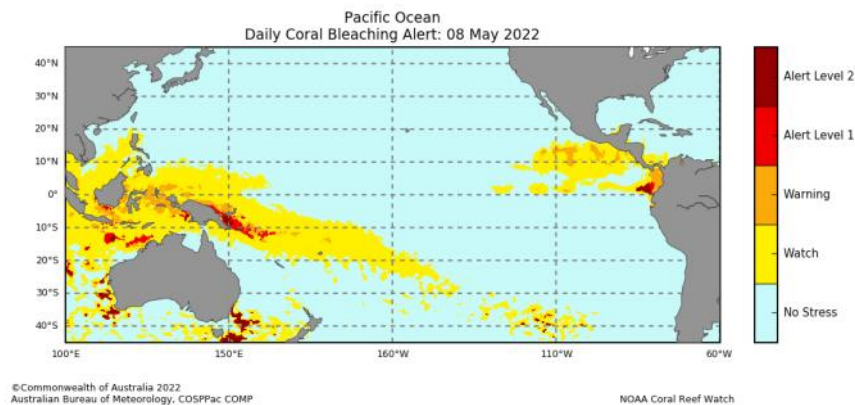 Pacific Ocean
Daily Coral Bleaching Alert: 08 May 2022
40°N
30°N
20°N
10°N
0°
10°S
20°S
30°S
40°S
100°E
150°E
160°W
110°W
60°W
Alert Level 2
Alert Level 1
Warning
Watch
No Stress
©Commonwealth of Australia 2022
Australian Bureau of Meteorology, COSPPac COMP
NOAA Coral Reef Watch